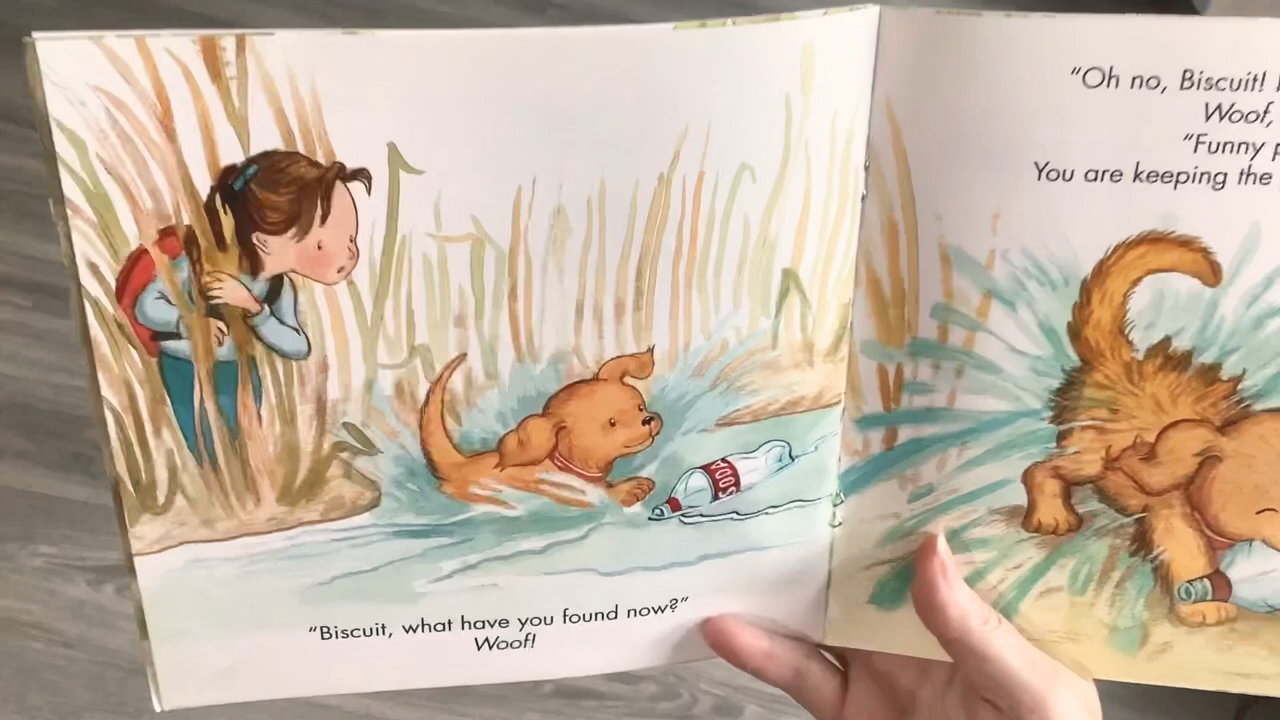 SODA
"Biscuit, what have you found now?"
Woof!
"Oh no, Biscuit!
Woof,
"Funny
You are keeping the